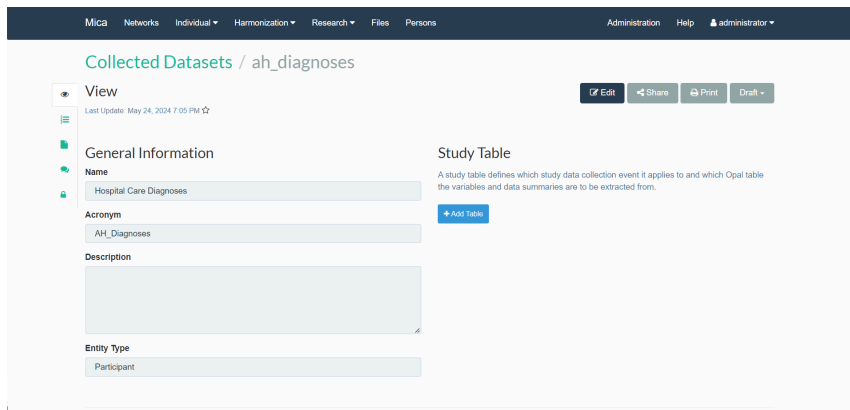 Mica Networks Individual Harmonization Research Files Persons Administration Help administrator
Collected Datasets / ah_diagnoses
View
Edit Share Print Draft
Last Update: May 24, 2024 7:05 PM
General Information
Name
Hospital Care Diagnoses
Acronym
AH_Diagnoses
Description
Entity Type
Participant
Study Table
A study table defines which study data collection event it applies to and which Opal table
the variables and data summaries are to be extracted from.
+ Add Table